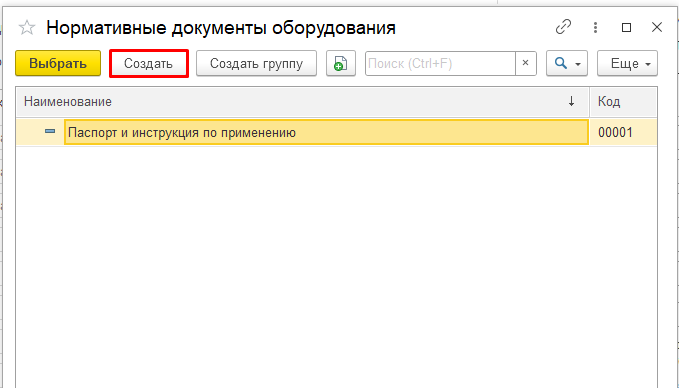 Нормативные документы оборудования
Выбрать Создать Создать группу Поиск (Ctrl+F) × Еще
Наименование ↓ Код
Паспорт и инструкция по применению 00001